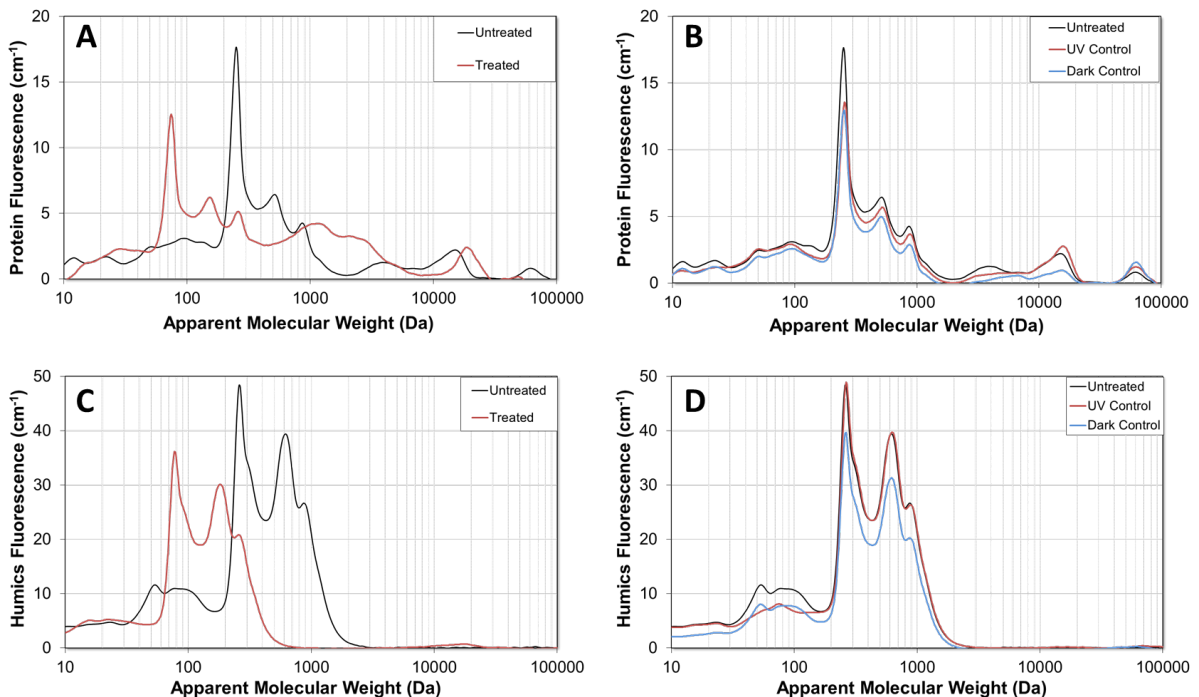 A
Untreated
Treated
20
15
10
5
0
10
100
1000
10000
100000
Protein Fluorescence (cm-1)
Apparent Molecular Weight (Da)
B
Untreated
UV Control
Dark Control
20
15
10
5
0
10
100
1000
10000
100000
Protein Fluorescence (cm-1)
Apparent Molecular Weight (Da)
C
Untreated
Treated
50
40
30
20
10
0
10
100
1000
10000
100000
Humics Fluorescence (cm-1)
Apparent Molecular Weight (Da)
D
Untreated
UV Control
Dark Control
50
40
30
20
10
0
10
100
1000
10000
100000
Humics Fluorescence (cm-1)
Apparent Molecular Weight (Da)